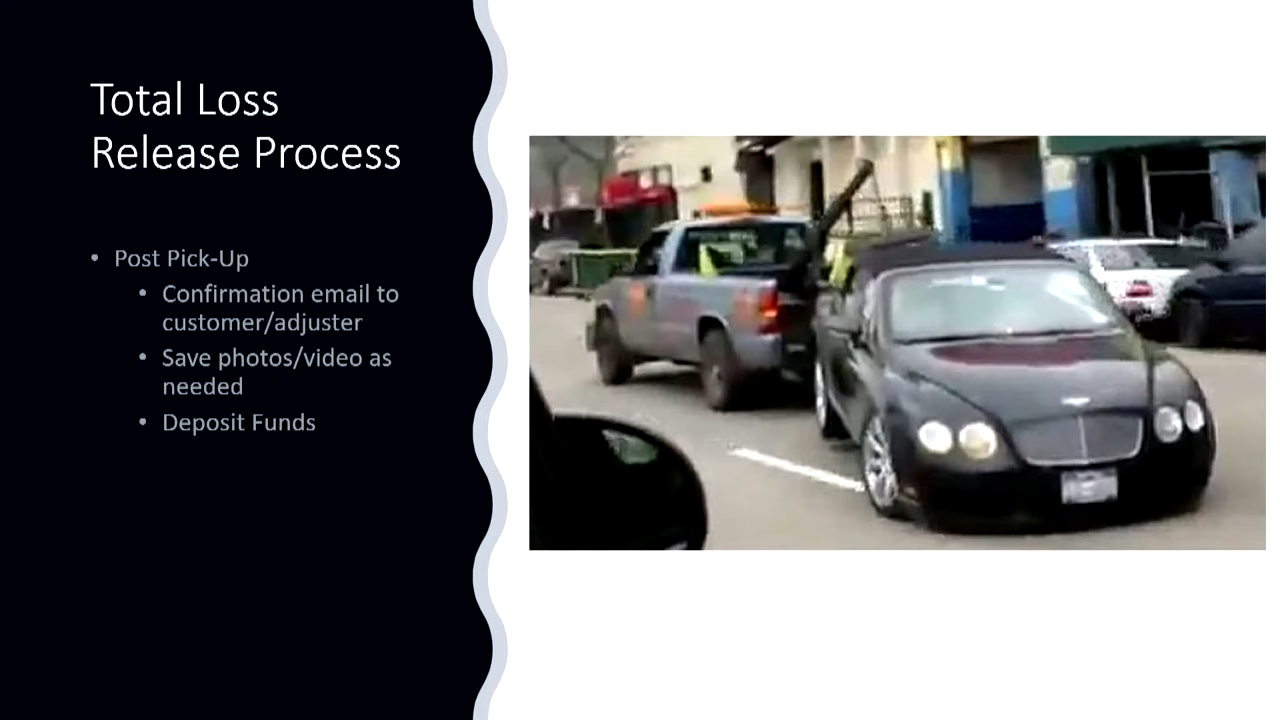 Total Loss
Release Process
• Post Pick-Up
• Confirmation email to
customer/adjuster
• Save photos/video as
needed
• Deposit Funds